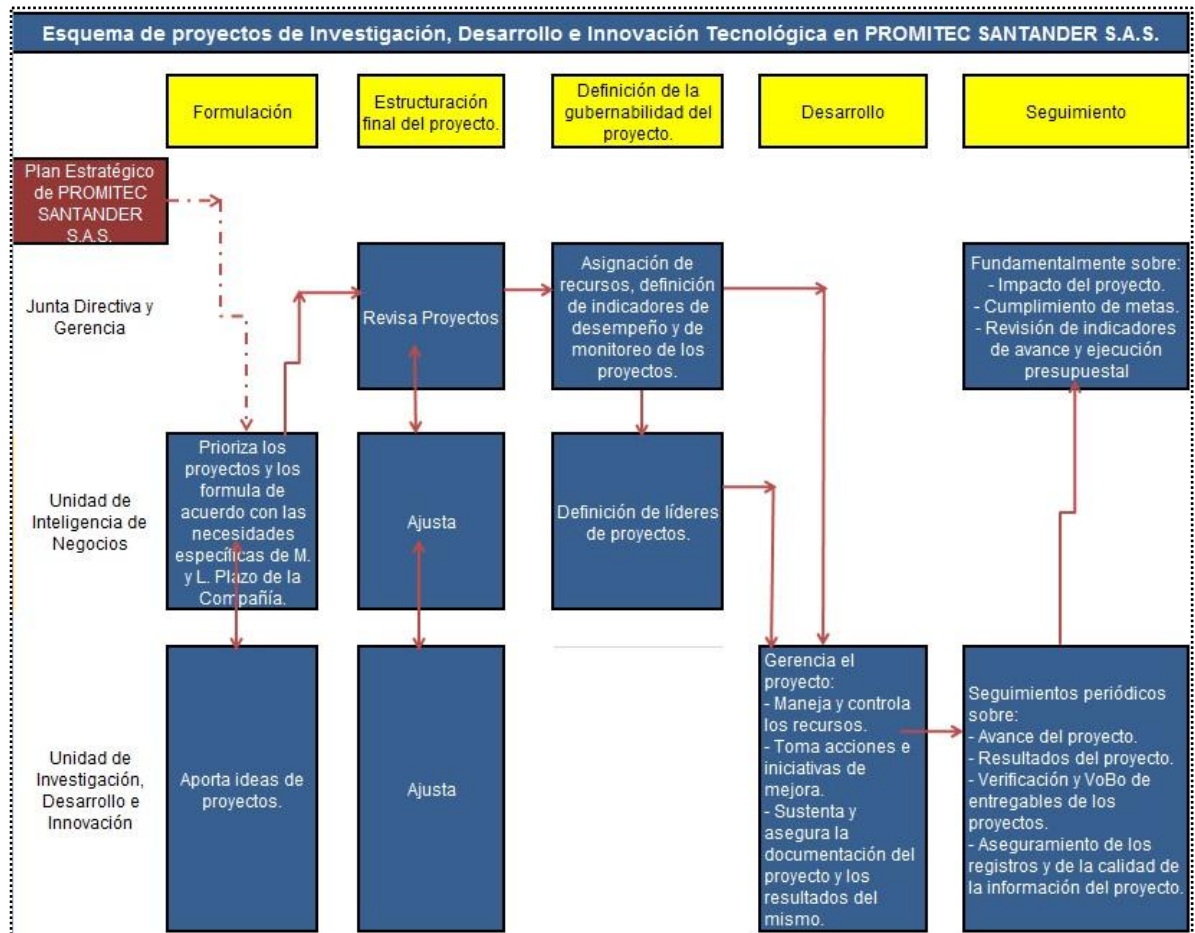 Esquema de proyectos de Investigación, Desarrollo e Innovación Tecnológica en PROMITEC SANTANDER S.A.S.
Formulación
Estructuración
final del proyecto.
Definición de la
gubernabilidad del
proyecto.
Desarrollo
Seguimiento
Plan Estratégico
de PROMITEC
SANTANDER
S.A.S.
Junta Directiva y
Gerencia
Revisa Proyectos
Asignación de
recursos, definición
de indicadores de
desempeño y de
monitoreo de los
proyectos.
Fundamentalmente sobre:
- Impacto del proyecto.
- Cumplimiento de metas.
- Revisión de indicadores
de avance y ejecución
presupuestal
Unidad de
Inteligencia de
Negocios
Prioriza los
proyectos y los
formula de
acuerdo con las
necesidades
específicas de M.
y L. Plazo de la
Compañía.
Ajusta
Definición de líderes
de proyectos.
Unidad de
Investigación,
Desarrollo e
Innovación
Aporta ideas de
proyectos.
Ajusta
Gerencia el
proyecto:
- Maneja y controla
los recursos.
- Toma acciones e
iniciativas de
mejora.
- Sustenta y
asegura la
documentación del
proyecto y los
resultados del
mismo.
Seguimientos periódicos
sobre:
- Avance del proyecto.
- Resultados del proyecto.
- Verificación y VoBo de
entregables de los
proyectos.
- Aseguramiento de los
registros y de la calidad de
la información del proyecto.